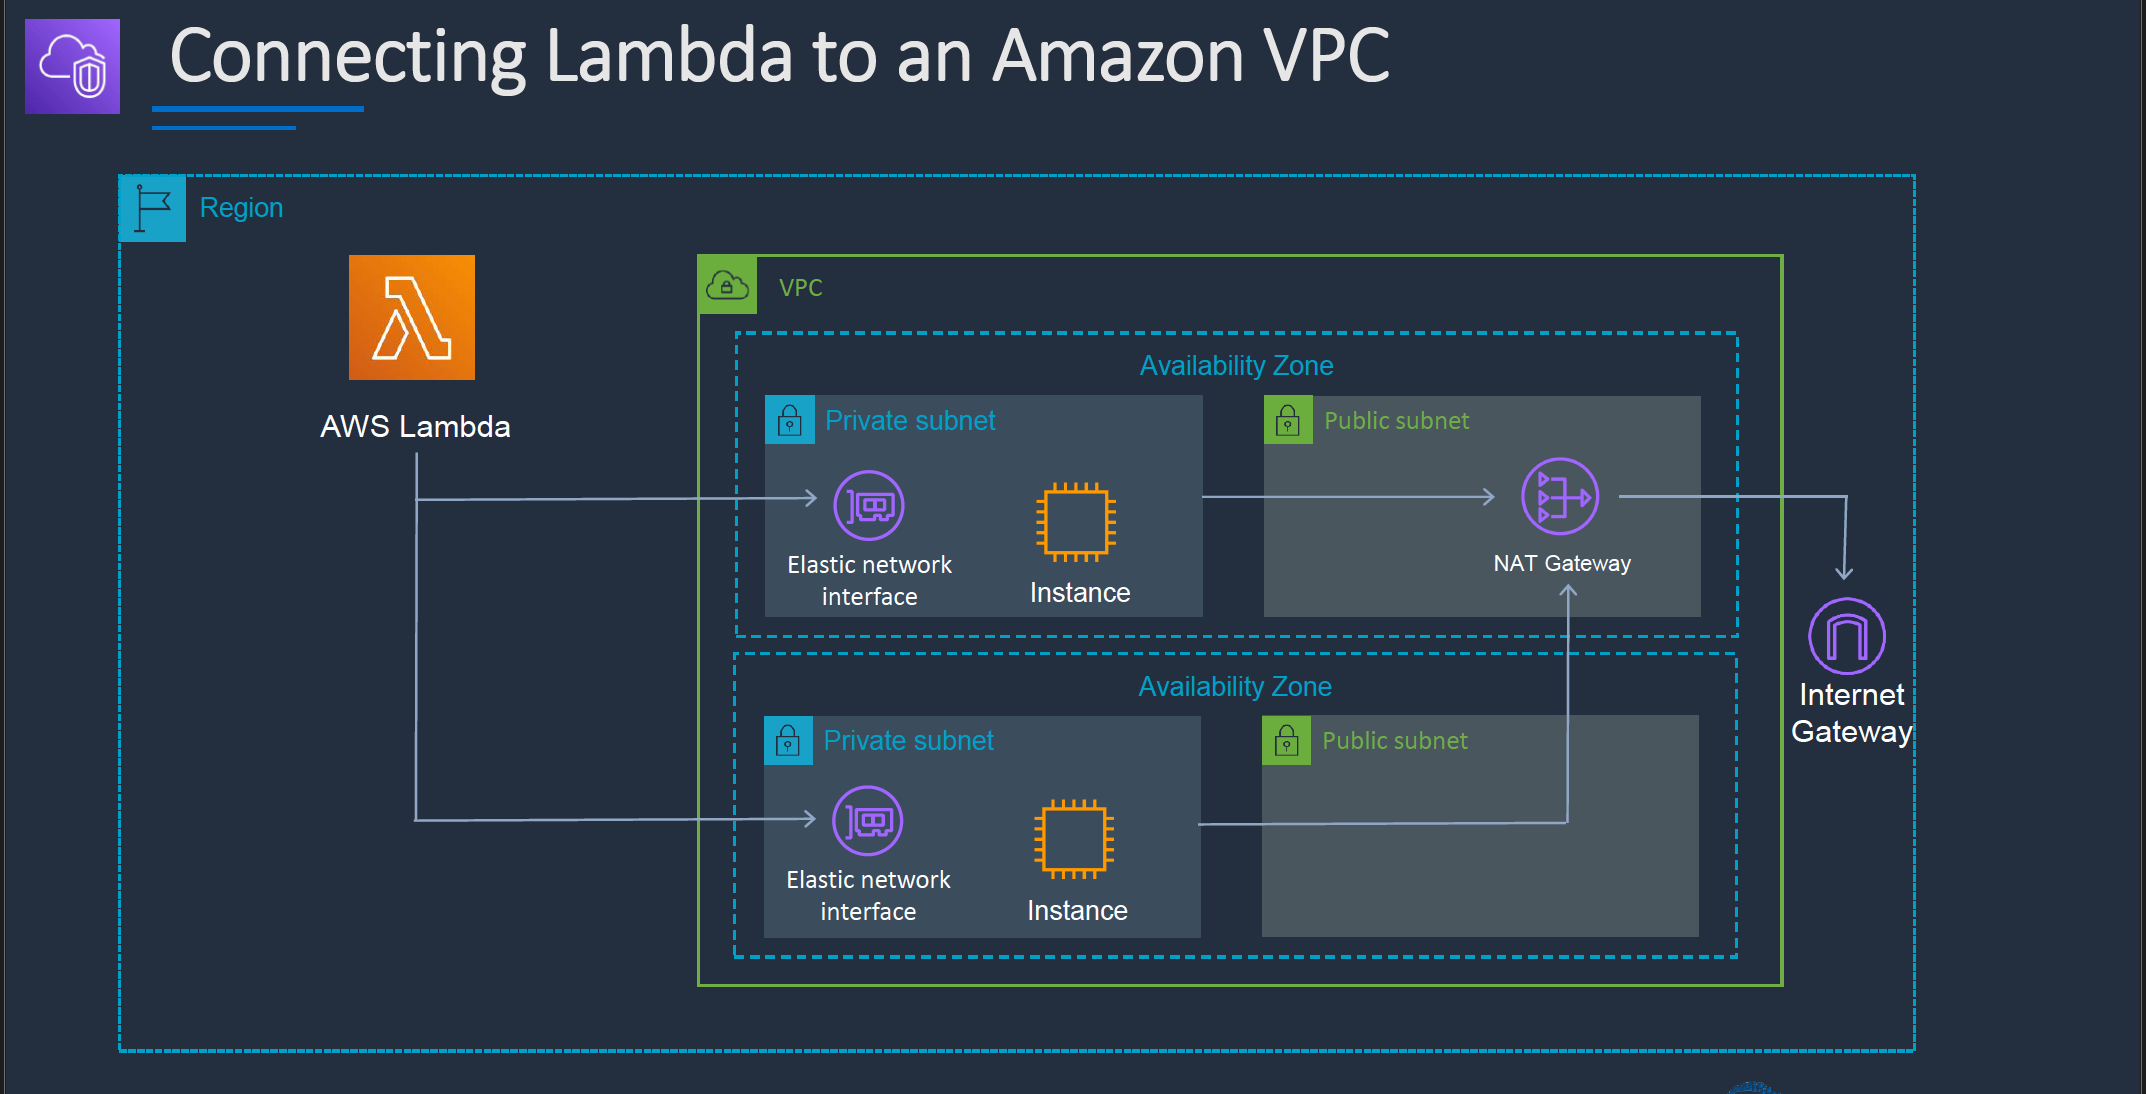 Connecting Lambda to an Amazon VPC
Region
VPC
AWS Lambda
Availability Zone
Private subnet
Public subnet
Elastic network
interface
Instance
NAT Gateway
Internet
Gateway
Availability Zone
Private subnet
Public subnet
Elastic network
interface
Instance